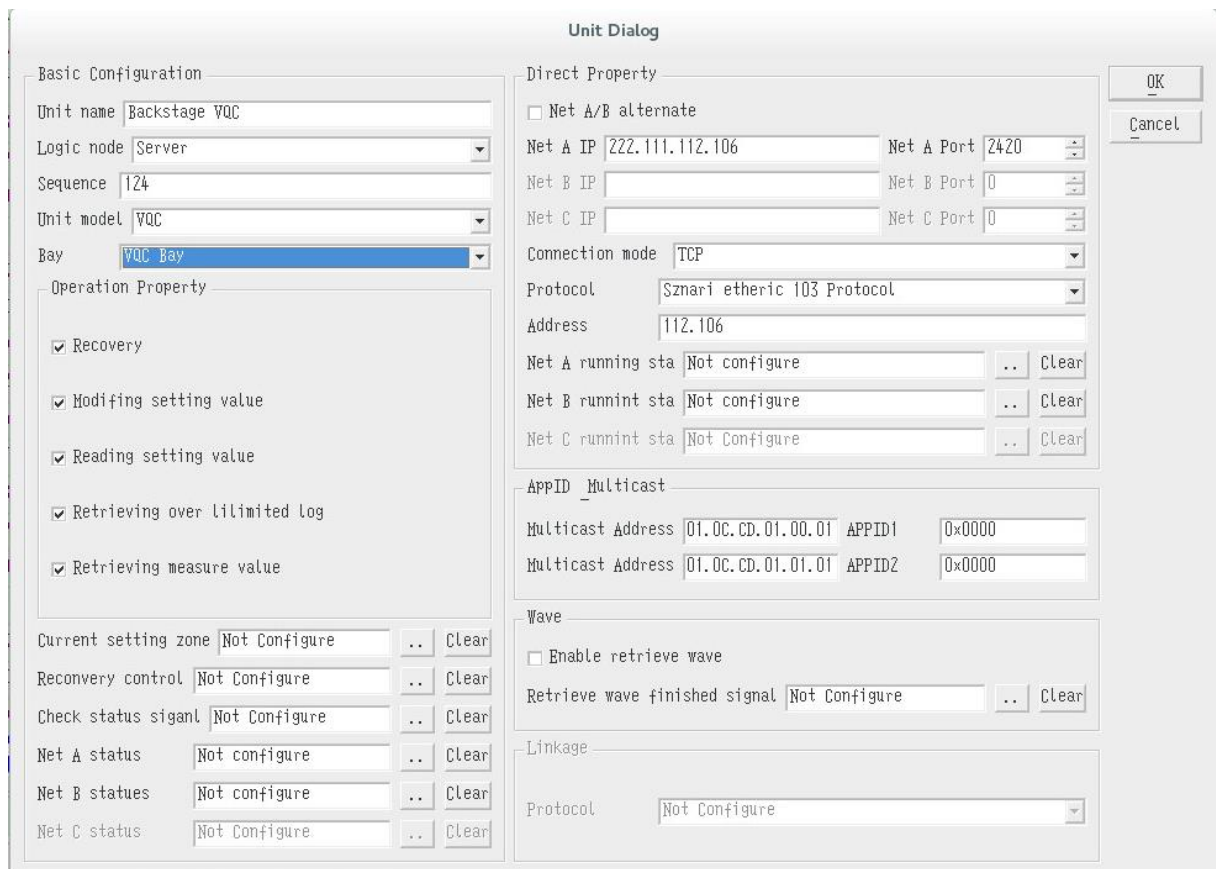 Unit Dialog
Basic Configuration
Unit name Backstage VQC
Logic node Server
Sequence 124
Unit model VQC
Bay VQC Bay
Operation Property
Recovery
Modifing setting value
Reading setting value
Retrieving over lilimited log
Retrieving measure value
Current setting zone Not Configure .. Clear
Reconvery control Not Configure .. Clear
Check status siganl Not Configure .. Clear
Net A status Not configure .. Clear
Net B statues Not configure .. Clear
Net C status Not Configure .. Clear
Direct Property
Net A/B alternate
Net A IP 222.111.112.106 Net A Port 2420
Net B IP Net B Port 0
Net C IP Net C Port 0
Connection mode TCP
Protocol Sznari etheric 103 Protocol
Address 112.106
Net A running sta Not configure .. Clear
Net B runnint sta Not configure .. Clear
Net C runnint sta Not Configure .. Clear
AppID _Multicast
Multicast Address 01.0C.CD.01.00.01 APPID1 0x0000
Multicast Address 01.0C.CD.01.01.01 APPID2 0x0000
Wave
Enable retrieve wave
Retrieve wave finished signal Not Configure .. Clear
Linkage
Protocol Not Configure
OK
Cancel